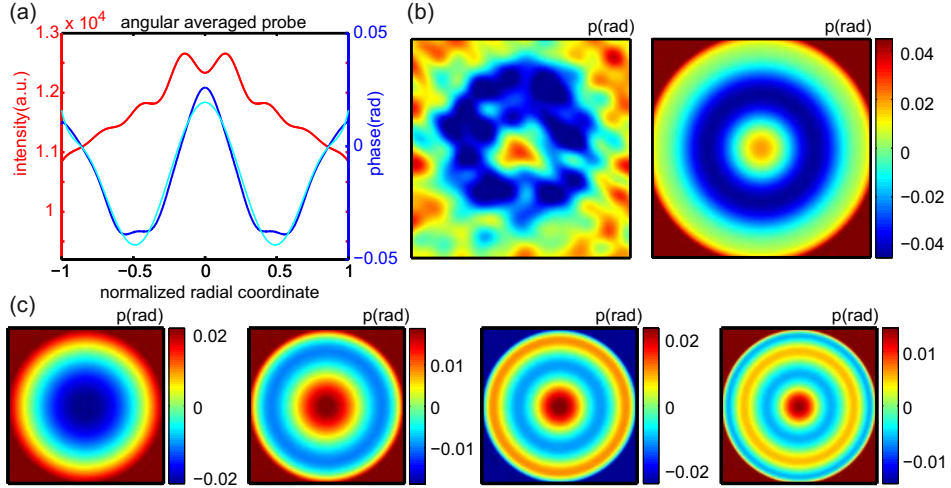 (a)
angular averaged probe
1.3 x 10⁴
1.2
1.1
1
intensity(a.u.)
0.05
0
−0.05
phase(rad)
−1 −0.5 0 0.5 1
normalized radial coordinate
(b)
p(rad)
p(rad)
0.04
0.02
0
−0.02
−0.04
(c)
p(rad)
0.02
0
−0.02
p(rad)
0.01
0
−0.01
p(rad)
0.02
0
−0.02
p(rad)
0.01
0
−0.01